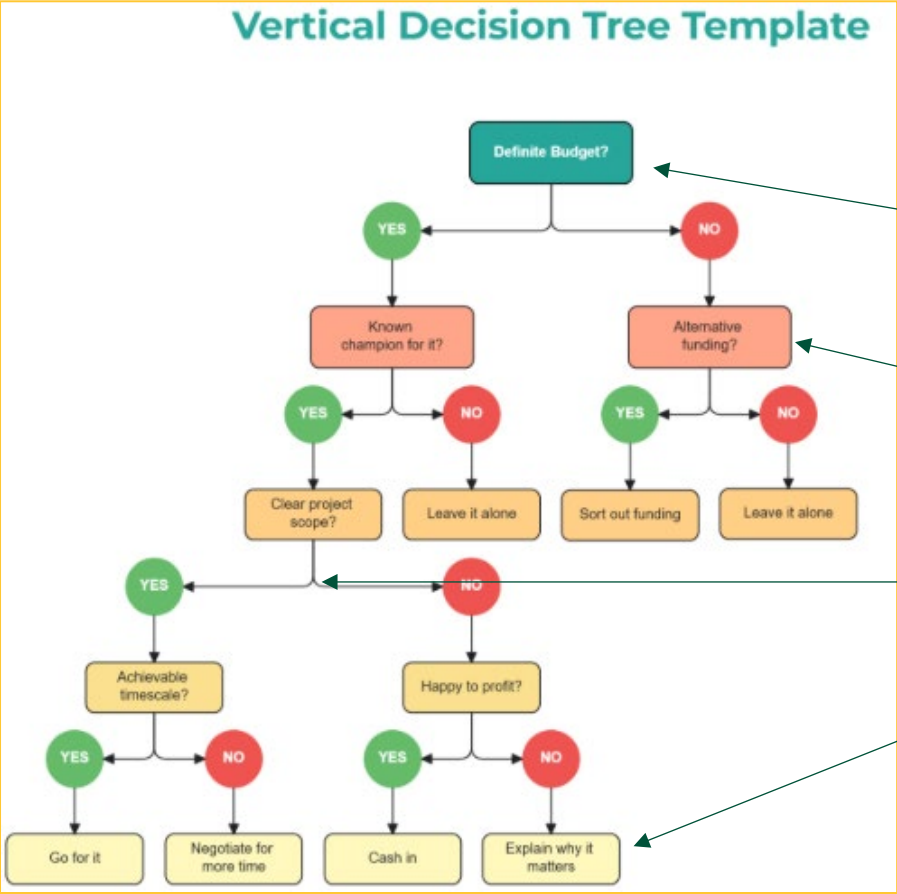 Vertical Decision Tree Template
Definite Budget?
YES
NO
Known
champion for it?
Alternative
funding?
YES
NO
YES
NO
Clear project
scope?
Leave it alone
Sort out funding
Leave it alone
YES
NO
Achievable
timescale?
Happy to profit?
YES
NO
YES
NO
Go for it
Negotiate for
more time
Cash in
Explain why it
matters